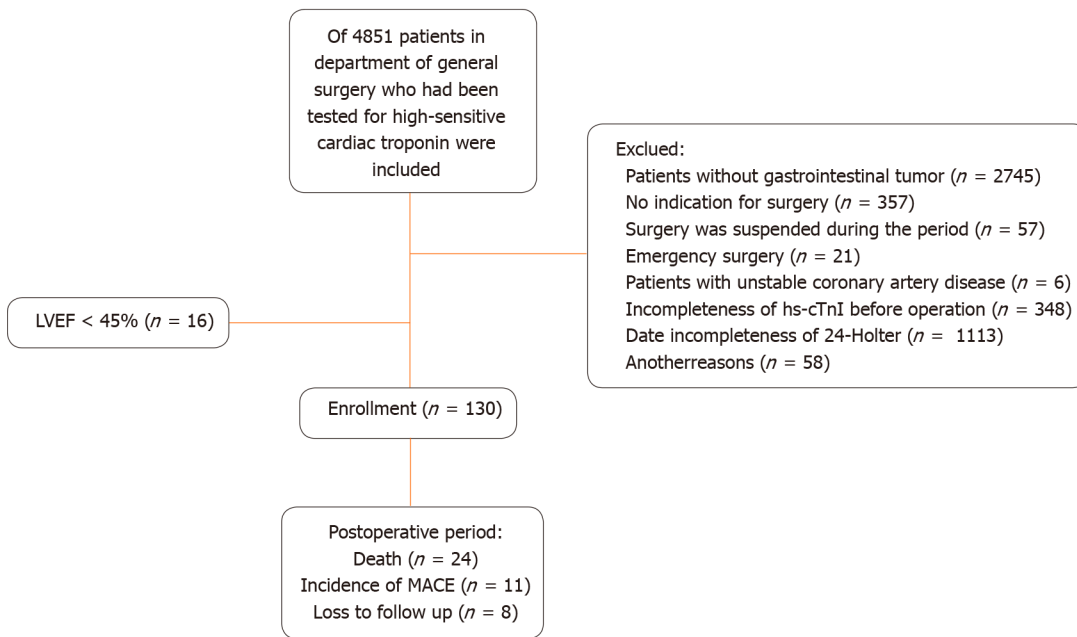 Of 4851 patients in
department of general
surgery who had been
tested for high-sensitive
cardiac troponin were
included
Exclued:
Patients without gastrointestinal tumor (n = 2745)
No indication for surgery (n = 357)
Surgery was suspended during the period (n = 57)
Emergency surgery (n = 21)
Patients with unstable coronary artery disease (n = 6)
Incompleteness of hs-cTnI before operation (n = 348)
Date incompleteness of 24-Holter (n = 1113)
Anotherreasons (n = 58)
LVEF < 45% (n = 16)
Enrollment (n = 130)
Postoperative period:
Death (n = 24)
Incidence of MACE (n = 11)
Loss to follow up (n = 8)